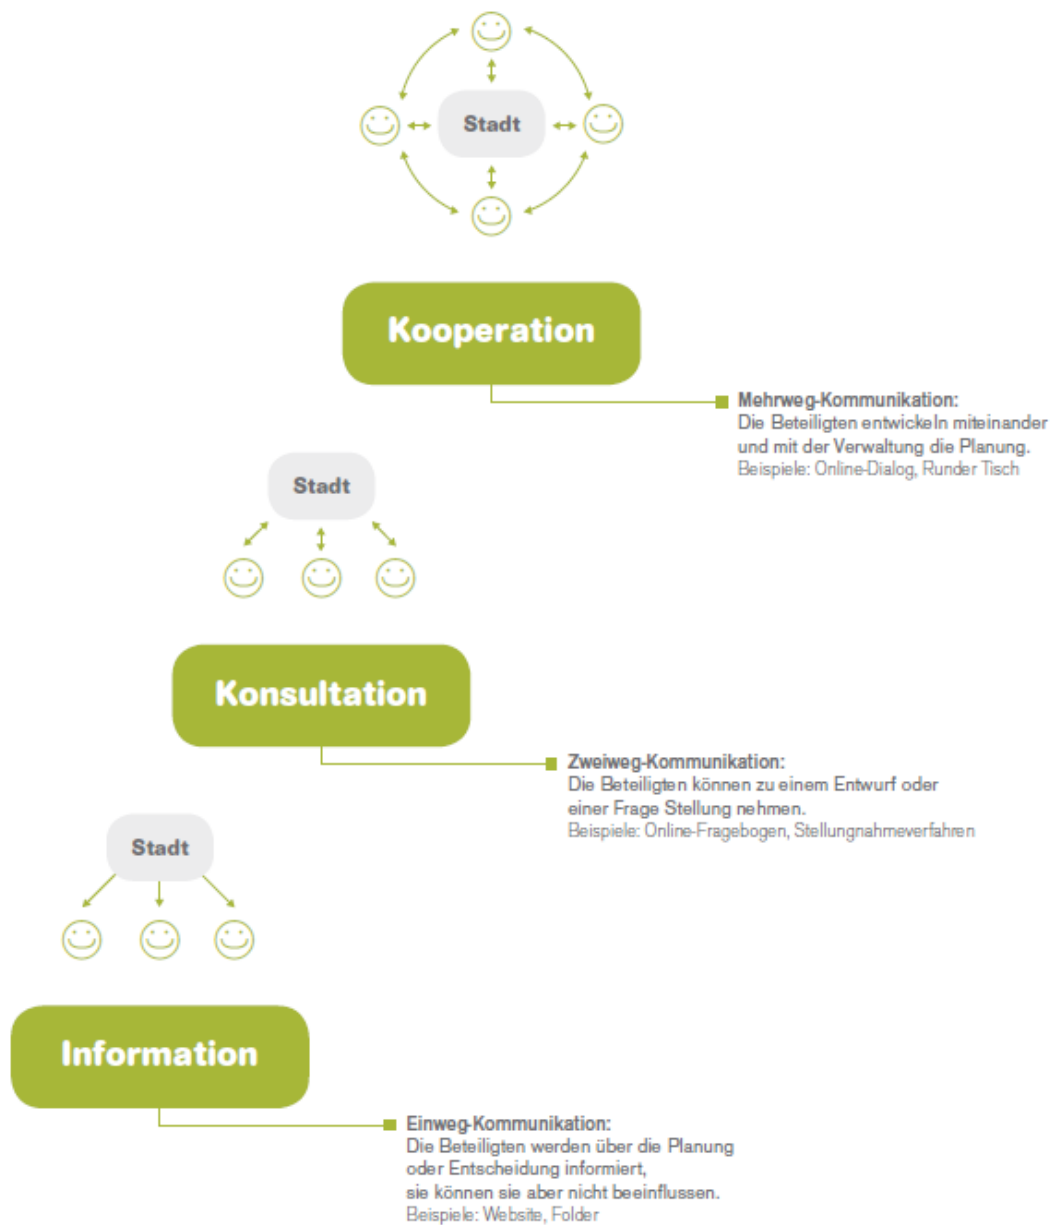 Stadt
Kooperation
Mehrweg-Kommunikation:
Die Beteiligten entwickeln miteinander
und mit der Verwaltung die Planung.
Beispiele: Online-Dialog, Runder Tisch
Stadt
Konsultation
Zweiweg-Kommunikation:
Die Beteiligten können zu einem Entwurf oder
einer Frage Stellung nehmen.
Beispiele: Online-Fragebogen, Stellungnahmeverfahren
Stadt
Information
Einweg-Kommunikation:
Die Beteiligten werden über die Planung
oder Entscheidung informiert,
sie können sie aber nicht beeinflussen.
Beispiele: Website, Folder